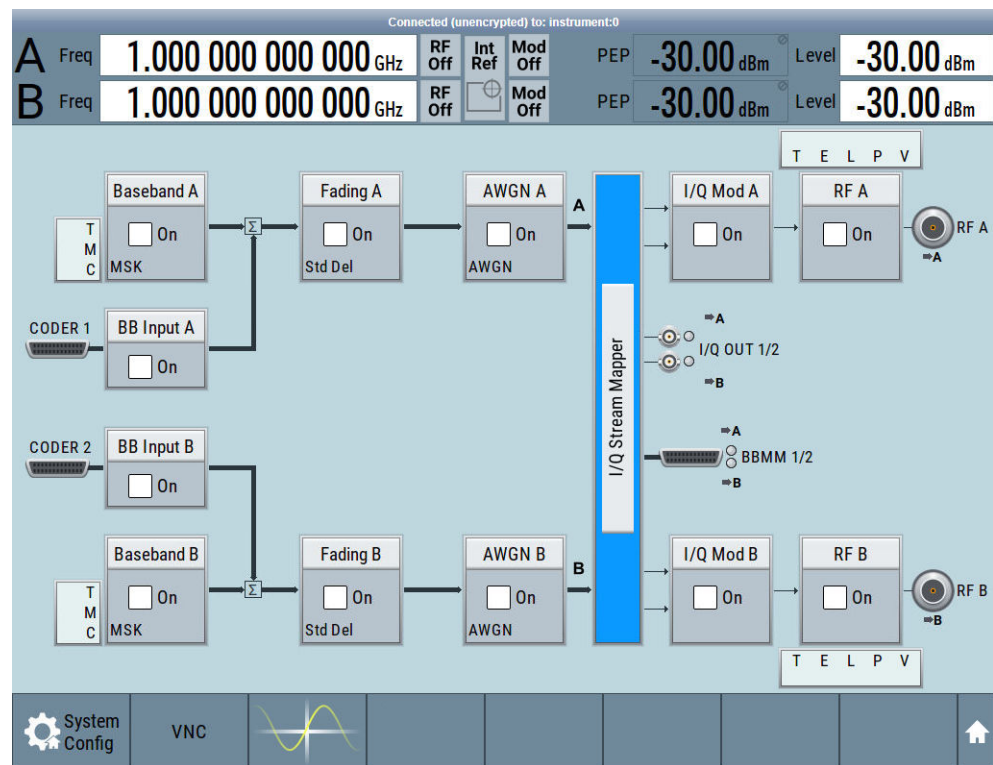 Connected (unencrypted) to: instrument:0
A Freq 1.000 000 000 000 GHz RF Off Int Ref Mod Off PEP -30.00 dBm Level -30.00 dBm
B Freq 1.000 000 000 000 GHz RF Off Mod Off PEP -30.00 dBm Level -30.00 dBm
T E L P V
Baseband A Fading A AWGN A I/Q Mod A RF A
A
T M C On Σ On On On On RF A
A
MSK Std Del AWGN
CODER 1 BB Input A
On
A
I/Q OUT 1/2
B
I/Q Stream Mapper
CODER 2 BB Input B
On
A
BBMM 1/2
B
Baseband B Fading B AWGN B I/Q Mod B RF B
B
T M C On Σ On On On On RF B
B
MSK Std Del AWGN
T E L P V
System Config VNC